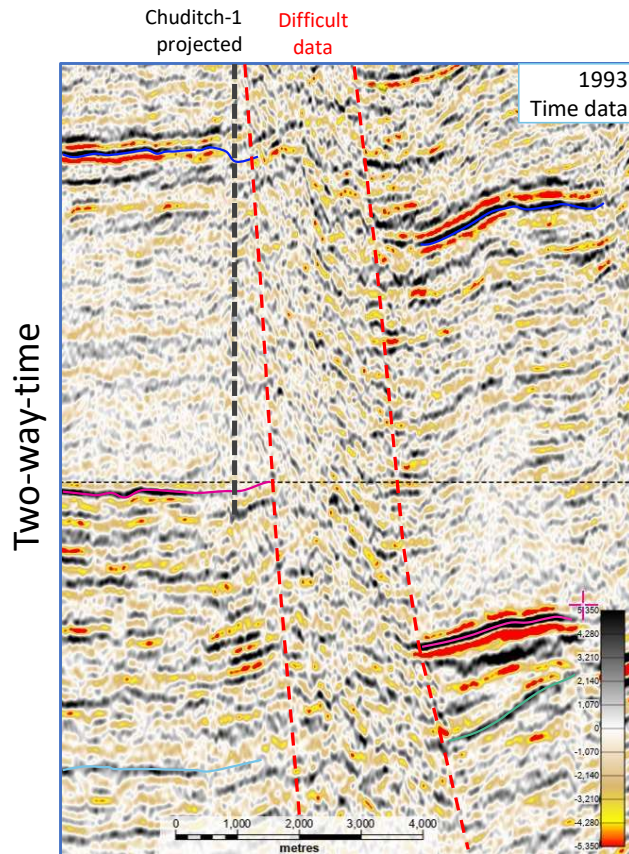 Chuditch-1
projected
Difficult
data
1993
Time data
Two-way-time
5,350
4,280
3,210
2,140
1,070
0
-1,070
-2,140
-3,210
-4,280
-5,350
0 1,000 2,000 3,000 4,000
metres